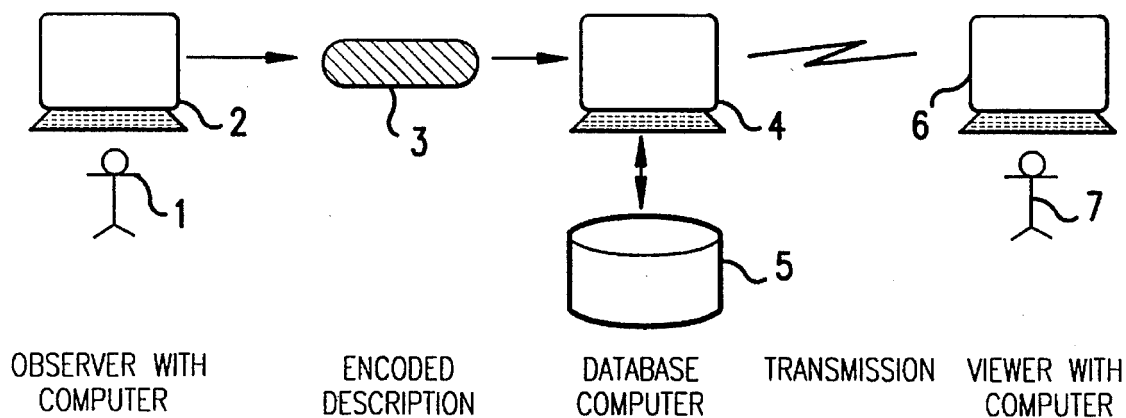 2
3
4
6
1
7
5
OBSERVER WITH
COMPUTER
ENCODED
DESCRIPTION
DATABASE
COMPUTER
TRANSMISSION
VIEWER WITH
COMPUTER